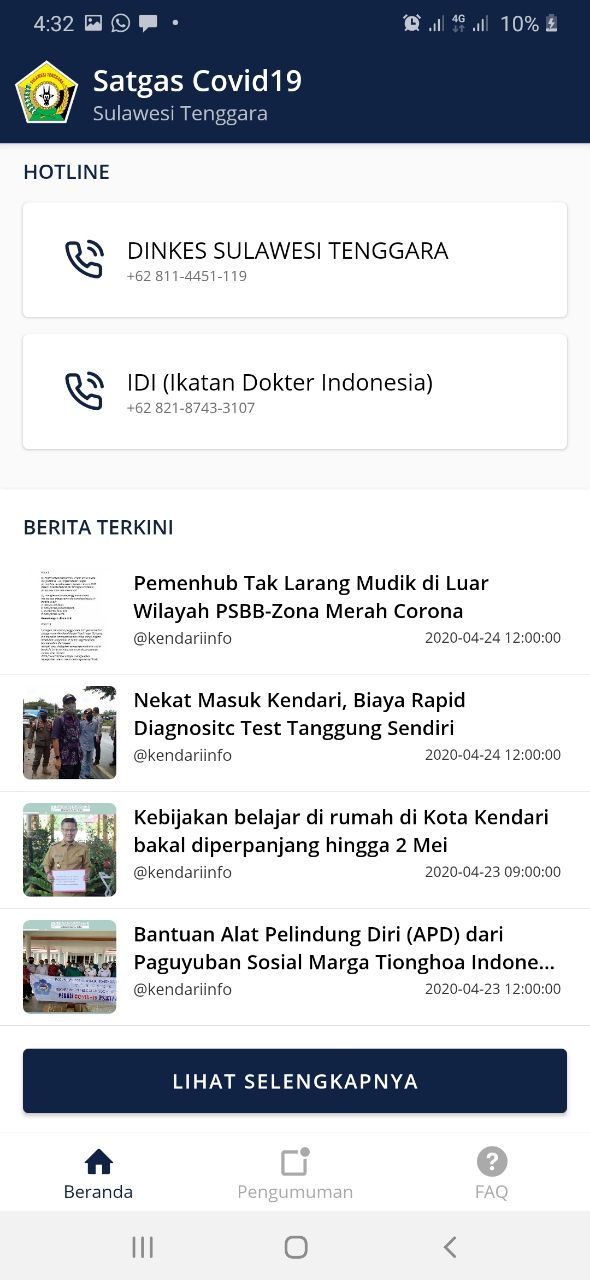 4:32
4G
10%
Satgas Covid19
Sulawesi Tenggara
HOTLINE
DINKES SULAWESI TENGGARA
+62 811-4451-119
IDI (Ikatan Dokter Indonesia)
+62 821-8743-3107
BERITA TERKINI
Pemenhub Tak Larang Mudik di Luar
Wilayah PSBB-Zona Merah Corona
@kendariinfo
2020-04-24 12:00:00
Nekat Masuk Kendari, Biaya Rapid
Diagnositc Test Tanggung Sendiri
@kendariinfo
2020-04-24 12:00:00
Kebijakan belajar di rumah di Kota Kendari
bakal diperpanjang hingga 2 Mei
@kendariinfo
2020-04-23 09:00:00
Bantuan Alat Pelindung Diri (APD) dari
Paguyuban Sosial Marga Tionghoa Indone...
@kendariinfo
2020-04-23 12:00:00
LIHAT SELENGKAPNYA
Beranda
Pengumuman
FAQ